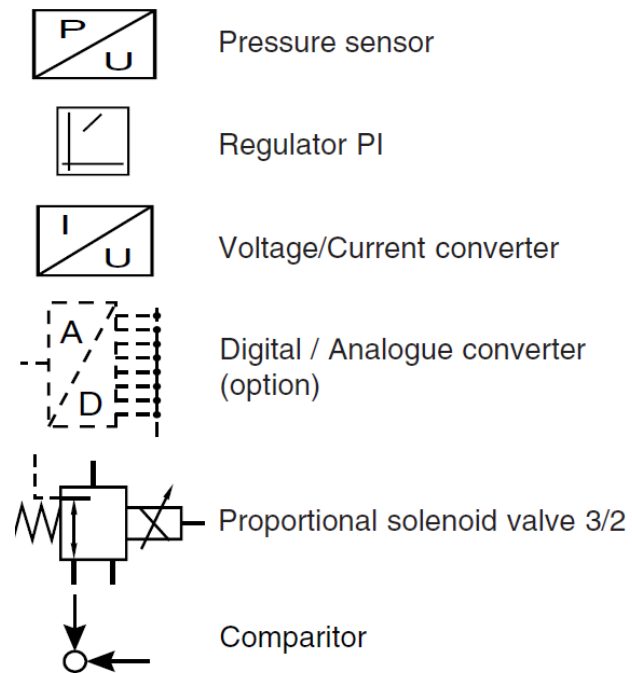 P
U
Pressure sensor
Regulator PI
I
U
Voltage/Current converter
A
D
Digital / Analogue converter
(option)
Proportional solenoid valve 3/2
Comparitor